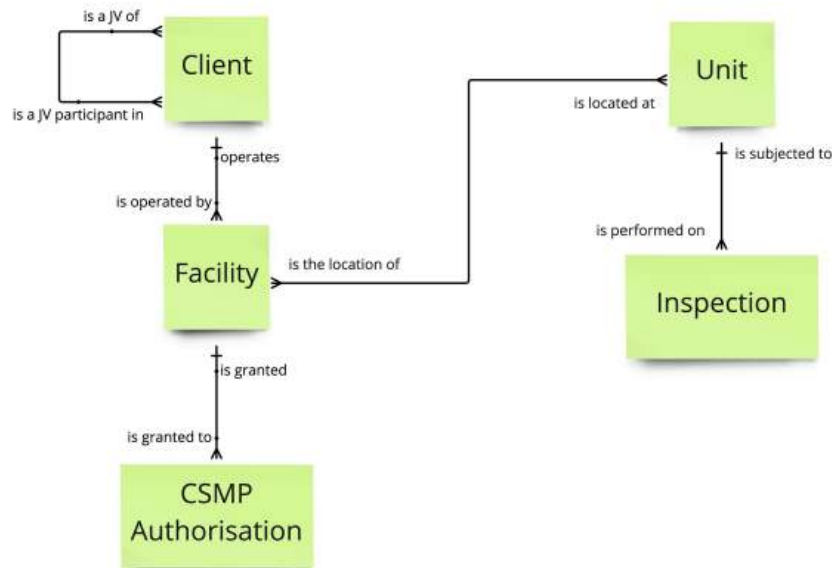 is a JV of
Client
Unit
is located at
is a JV participant in
operates
is subjected to
is operated by
is performed on
Facility
is the location of
Inspection
is granted
is granted to
CSMP
Authorisation